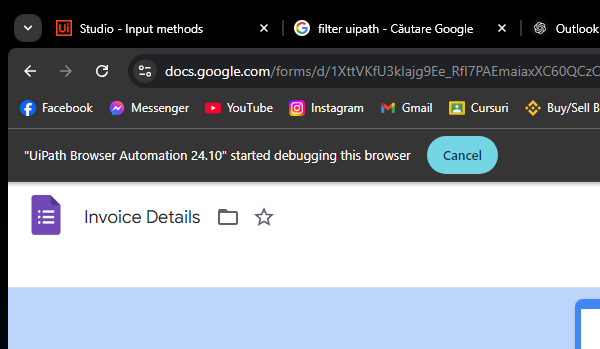 Ui Studio - Input methods
filter uipath - Căutare Google
Outlook
docs.google.com/forms/d/
Facebook
Messenger
YouTube
Instagram
Gmail
Cursuri
Buy/Sell B
"UiPath Browser Automation 24.10" started debugging this browser
Cancel
Invoice Details